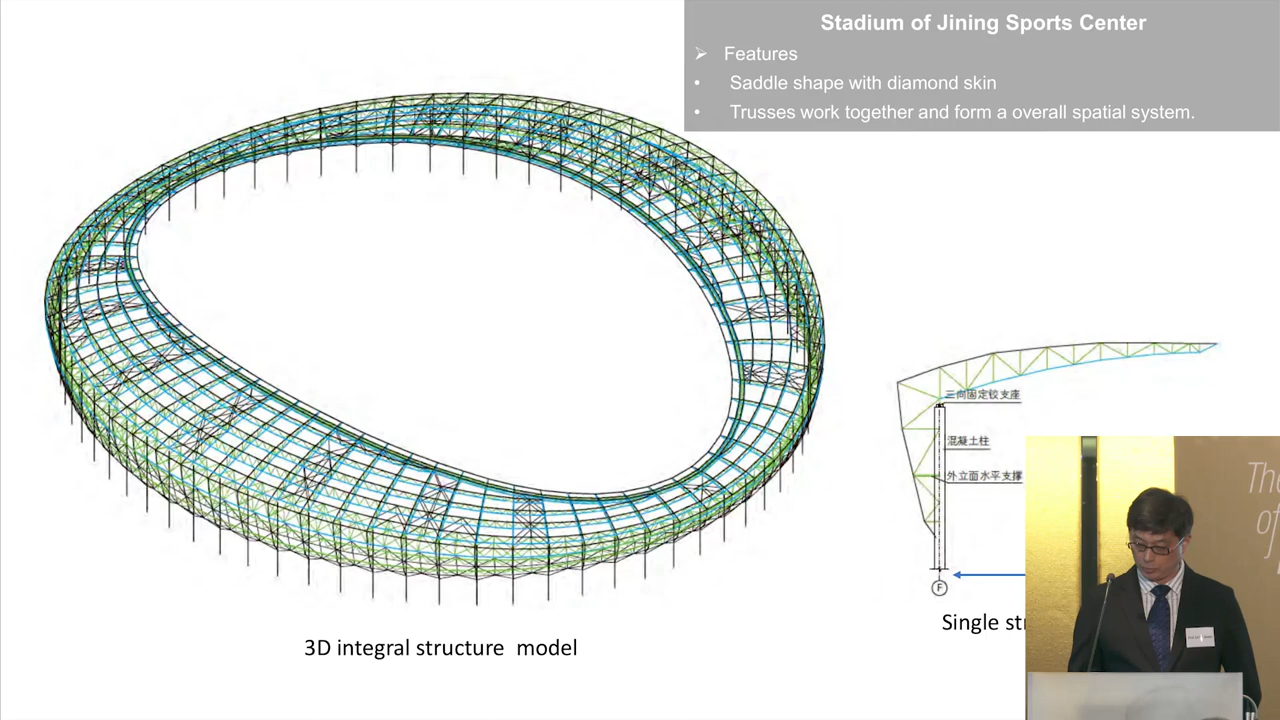 Stadium of Jining Sports Center
➢ Features
• Saddle shape with diamond skin
• Trusses work together and form a overall spatial system.
三向固定铰支座
混凝土柱
外立面水平支撑
F
Single
3D integral structure model
The
of